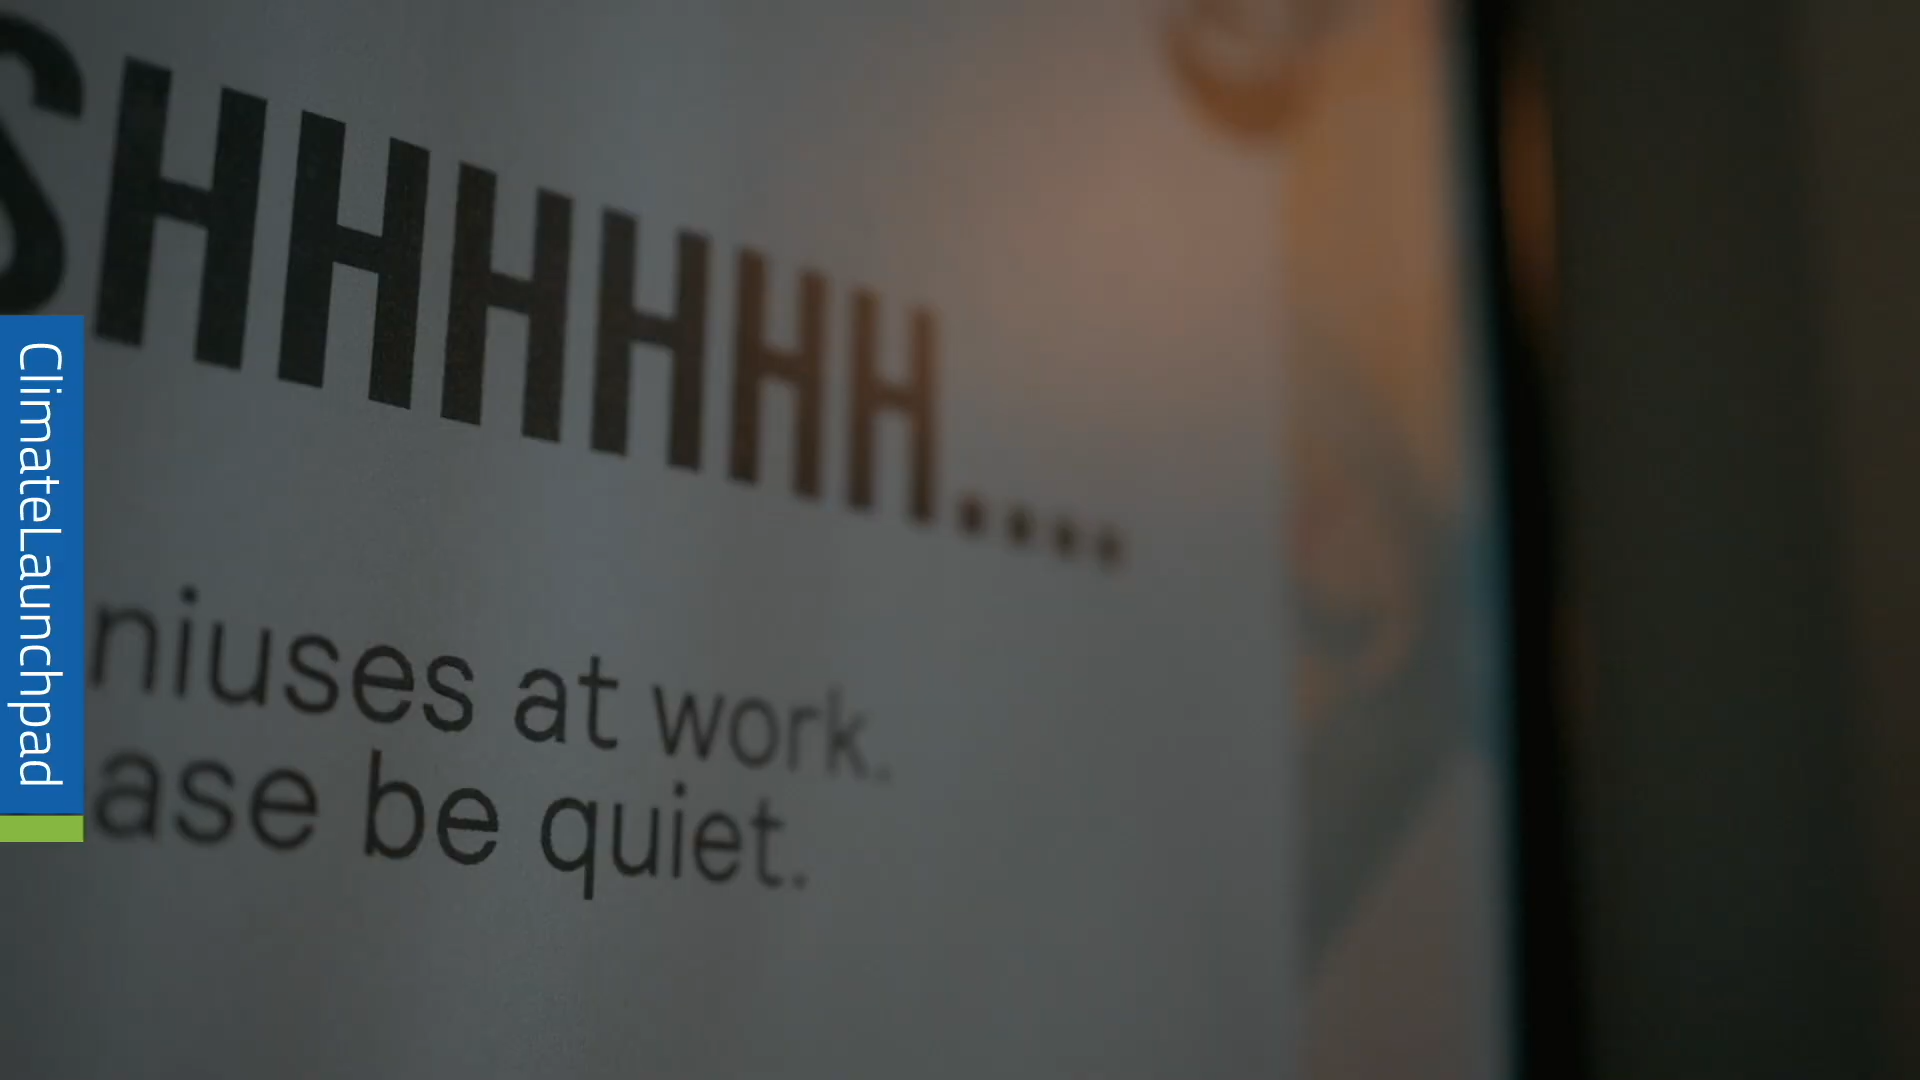 SHHHHHH....
niuses at work.
ase be quiet.
ClimateLaunchpad